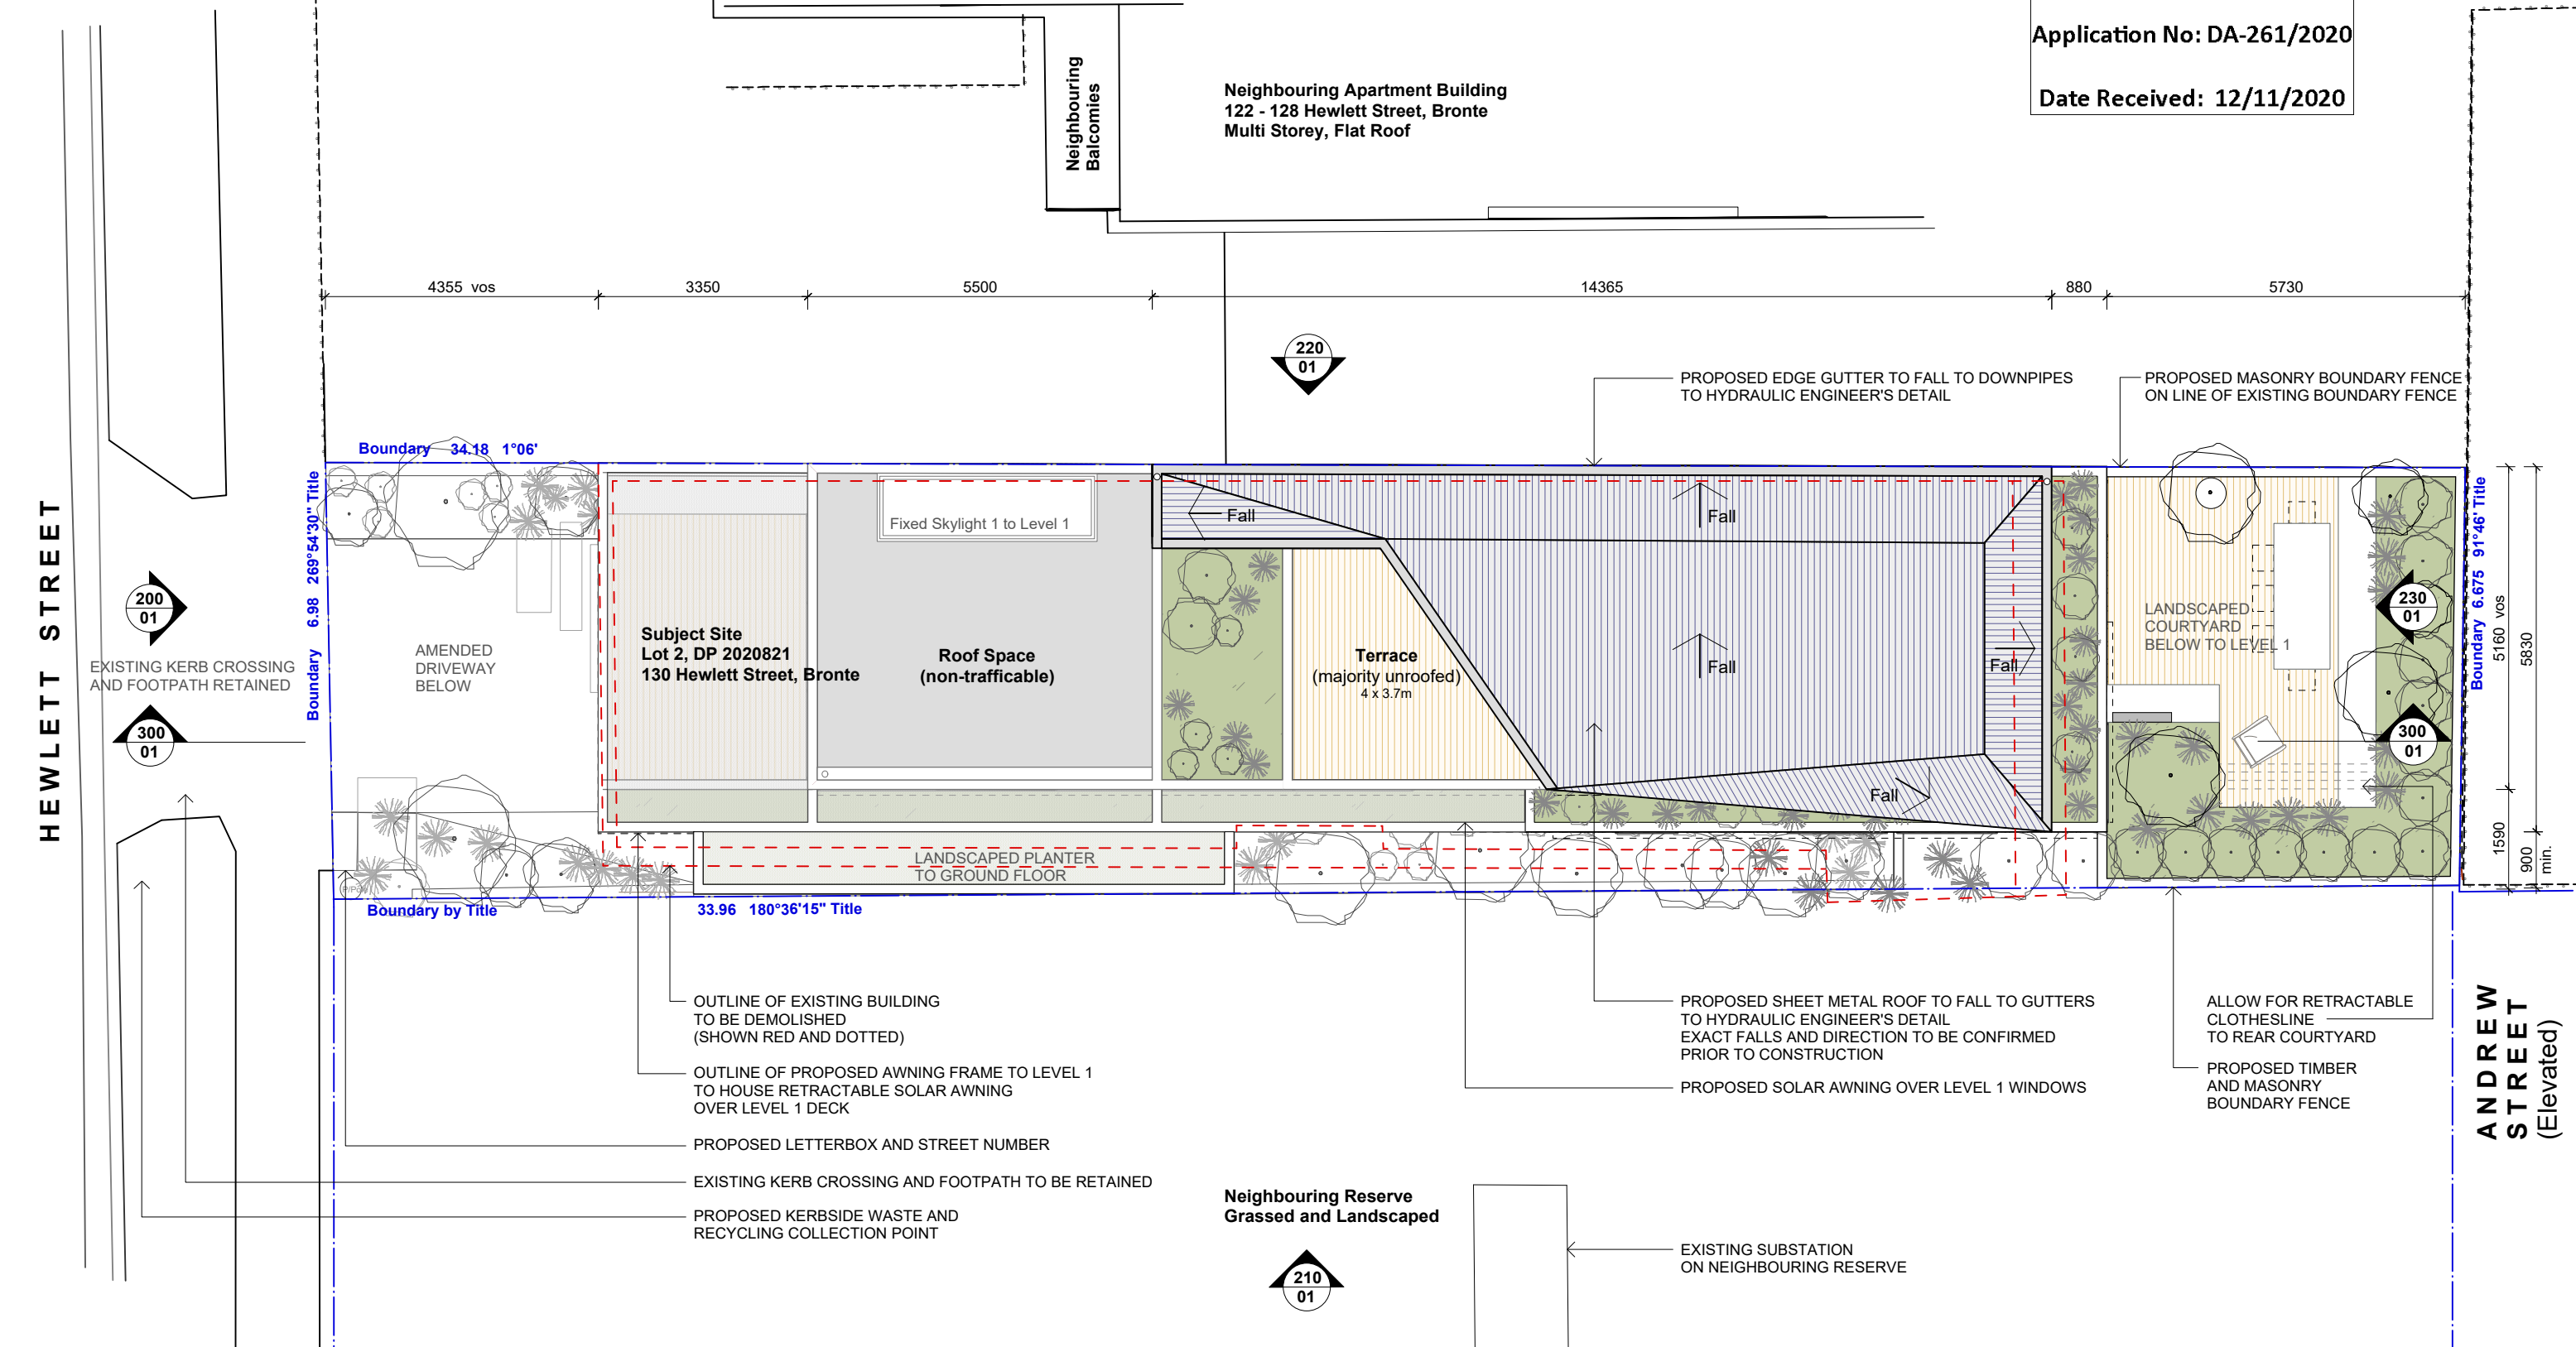 Application No: DA-261/2020
Date Received: 12/11/2020
Neighbouring
Balcomies
Neighbouring Apartment Building
122 - 128 Hewlett Street, Bronte
Multi Storey, Flat Roof
4355 vos
3350
5500
14365
880
5730
220
01
PROPOSED EDGE GUTTER TO FALL TO DOWNPIPES
TO HYDRAULIC ENGINEER'S DETAIL
PROPOSED MASONRY BOUNDARY FENCE
ON LINE OF EXISTING BOUNDARY FENCE
Boundary 34.18 1°06'
HEWLETT STREET
Boundary 6.98 269°54'30" Title
200
01
EXISTING KERB CROSSING
AND FOOTPATH RETAINED
300
01
AMENDED
DRIVEWAY
BELOW
Subject Site
Lot 2, DP 2020821
130 Hewlett Street, Bronte
Fixed Skylight 1 to Level 1
Roof Space
(non-trafficable)
Terrace
(majority unroofed)
4 x 3.7m
Fall
Fall
Fall
Fall
Fall
LANDSCAPED
COURTYARD
BELOW TO LEVEL 1
230
01
300
01
Boundary 6.675 91°46' Title
5160 vos
5830
1590
900
min.
LANDSCAPED PLANTER
TO GROUND FLOOR
Boundary by Title
33.96 180°36'15" Title
OUTLINE OF EXISTING BUILDING
TO BE DEMOLISHED
(SHOWN RED AND DOTTED)
OUTLINE OF PROPOSED AWNING FRAME TO LEVEL 1
TO HOUSE RETRACTABLE SOLAR AWNING
OVER LEVEL 1 DECK
PROPOSED LETTERBOX AND STREET NUMBER
EXISTING KERB CROSSING AND FOOTPATH TO BE RETAINED
PROPOSED KERBSIDE WASTE AND
RECYCLING COLLECTION POINT
PROPOSED SHEET METAL ROOF TO FALL TO GUTTERS
TO HYDRAULIC ENGINEER'S DETAIL
EXACT FALLS AND DIRECTION TO BE CONFIRMED
PRIOR TO CONSTRUCTION
PROPOSED SOLAR AWNING OVER LEVEL 1 WINDOWS
ALLOW FOR RETRACTABLE
CLOTHESLINE
TO REAR COURTYARD
PROPOSED TIMBER
AND MASONRY
BOUNDARY FENCE
ANDREW
STREET
(Elevated)
Neighbouring Reserve
Grassed and Landscaped
210
01
EXISTING SUBSTATION
ON NEIGHBOURING RESERVE